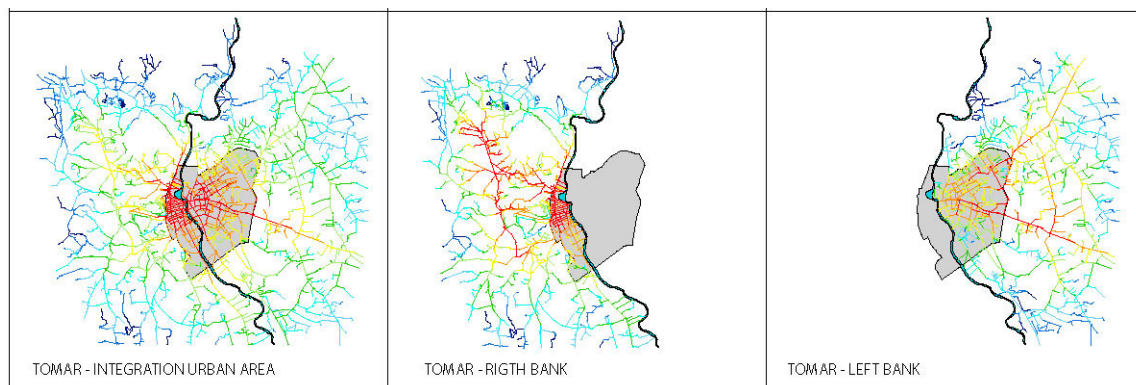 TOMAR - INTEGRATION URBAN AREA
TOMAR - RIGTH BANK
TOMAR - LEFT BANK